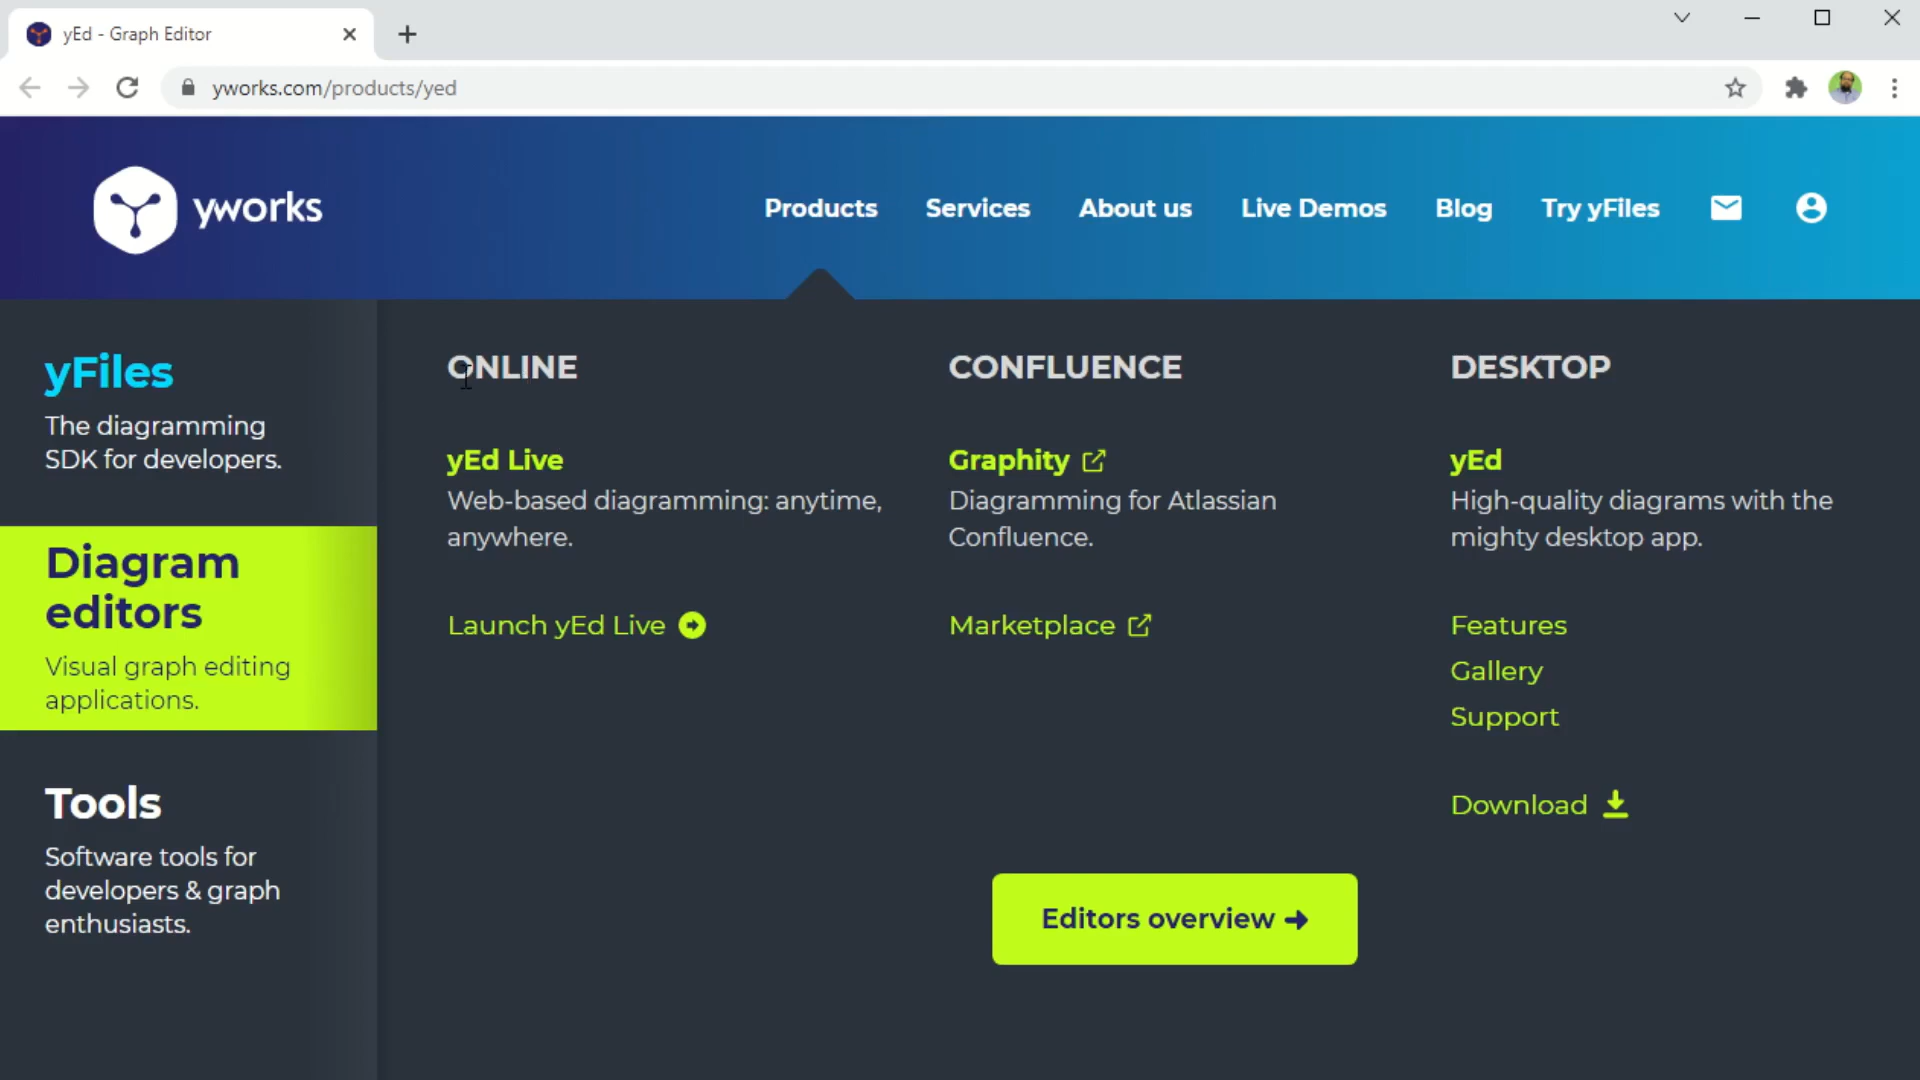 yEd - Graph Editor
yworks.com/products/yed
yworks
Products
Services
About us
Live Demos
Blog
Try yFiles
yFiles
The diagramming
SDK for developers.
Diagram
editors
Visual graph editing
applications.
Tools
Software tools for
developers & graph
enthusiasts.
ONLINE
yEd Live
Web-based diagramming: anytime,
anywhere.
Launch yEd Live
CONFLUENCE
Graphity
Diagramming for Atlassian
Confluence.
Marketplace
DESKTOP
yEd
High-quality diagrams with the
mighty desktop app.
Features
Gallery
Support
Download
Editors overview